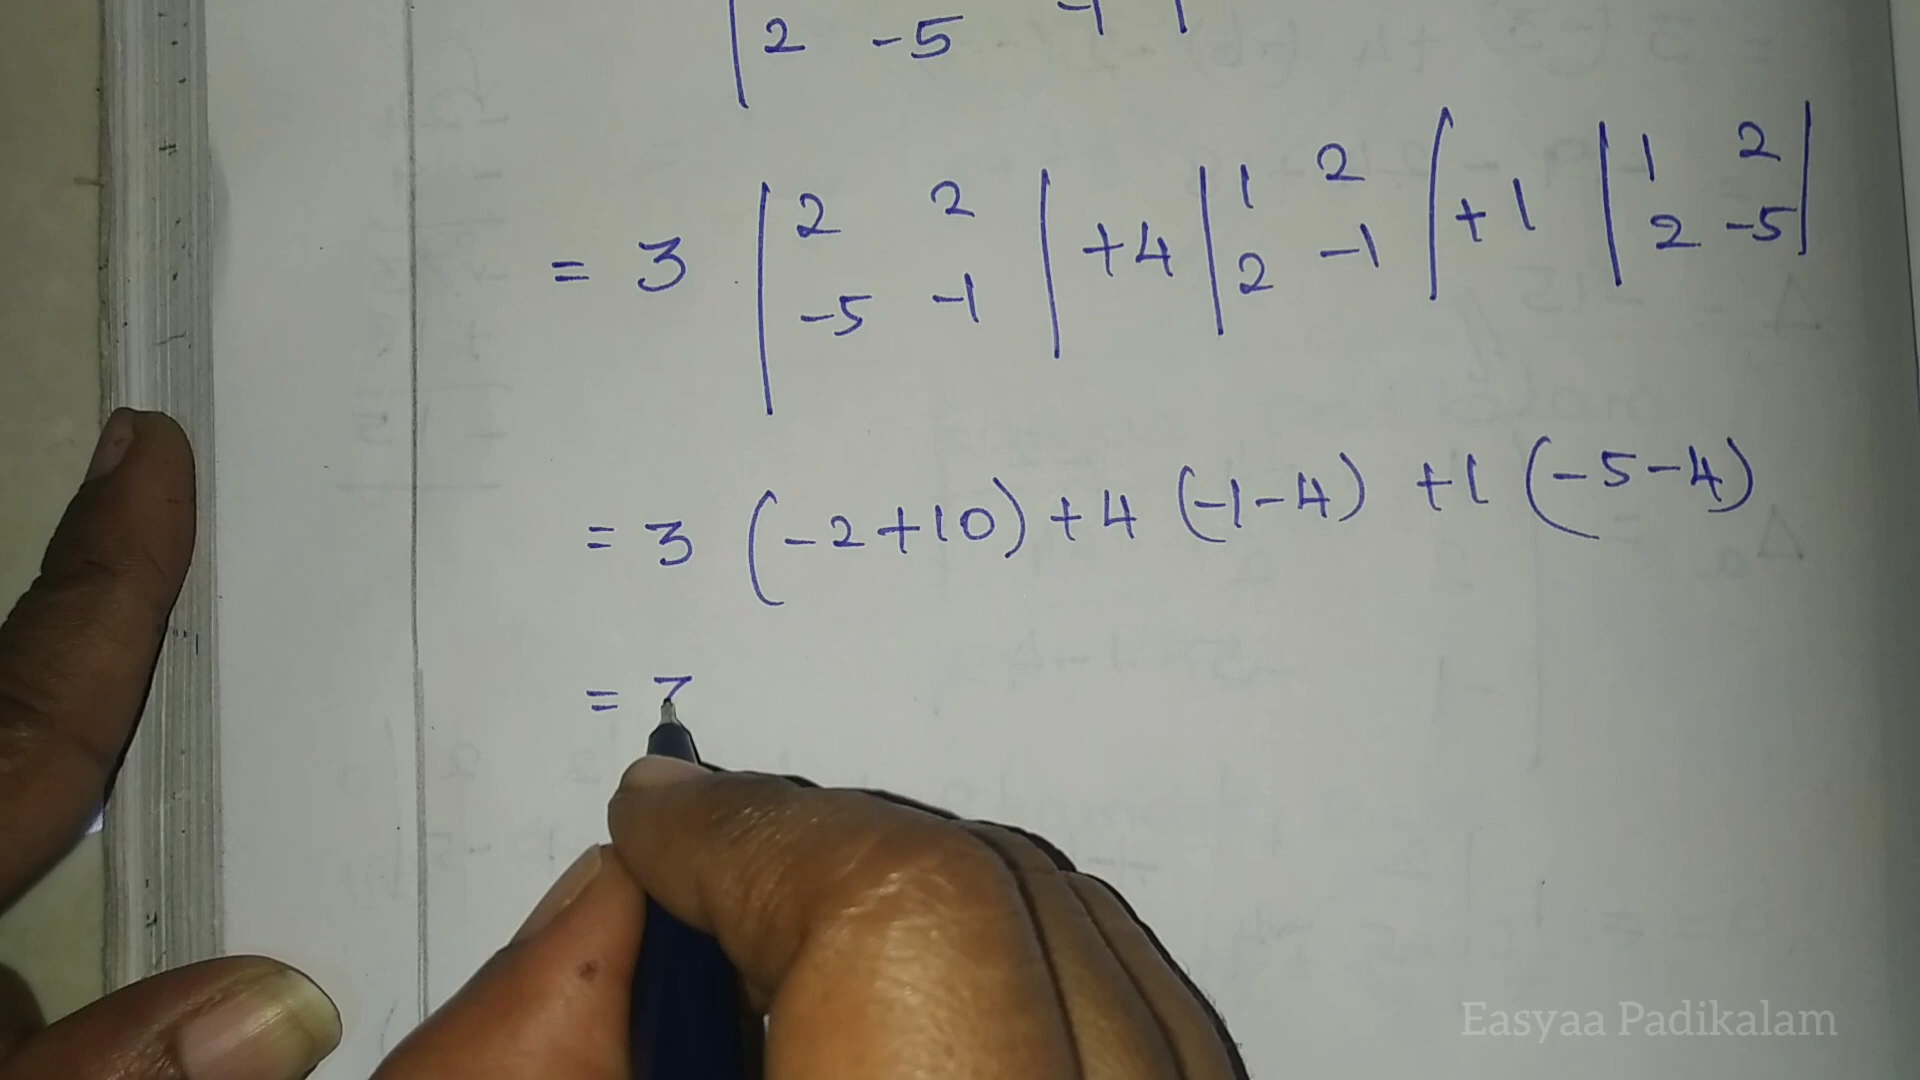 | 2 -5 -1 |
= 3 | 2 2 | +4 | 1 2 | +1 | 1 2 |
-5 -1 2 -1 2 -5
= 3 (-2+10) +4 (-1-4) +1 (-5-4)
= 3
Easyaa Padikalam